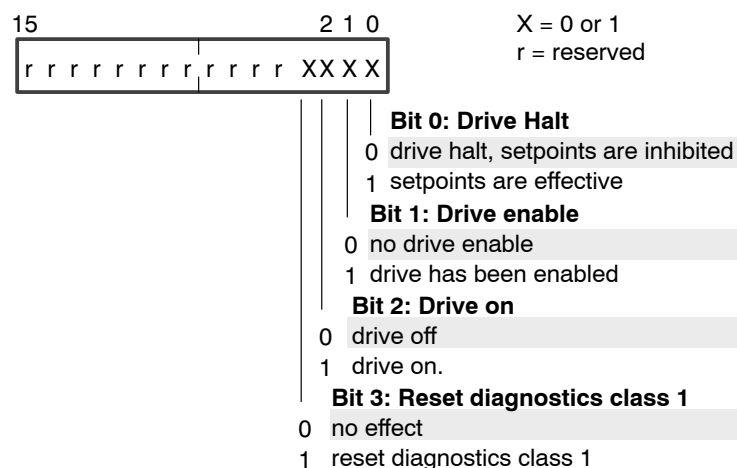 15 2 1 0 X = 0 or 1
r = reserved
r r r r r r r r r r r r X X X X
Bit 0: Drive Halt
0 drive halt, setpoints are inhibited
1 setpoints are effective
Bit 1: Drive enable
0 no drive enable
1 drive has been enabled
Bit 2: Drive on
0 drive off
1 drive on.
Bit 3: Reset diagnostics class 1
0 no effect
1 reset diagnostics class 1